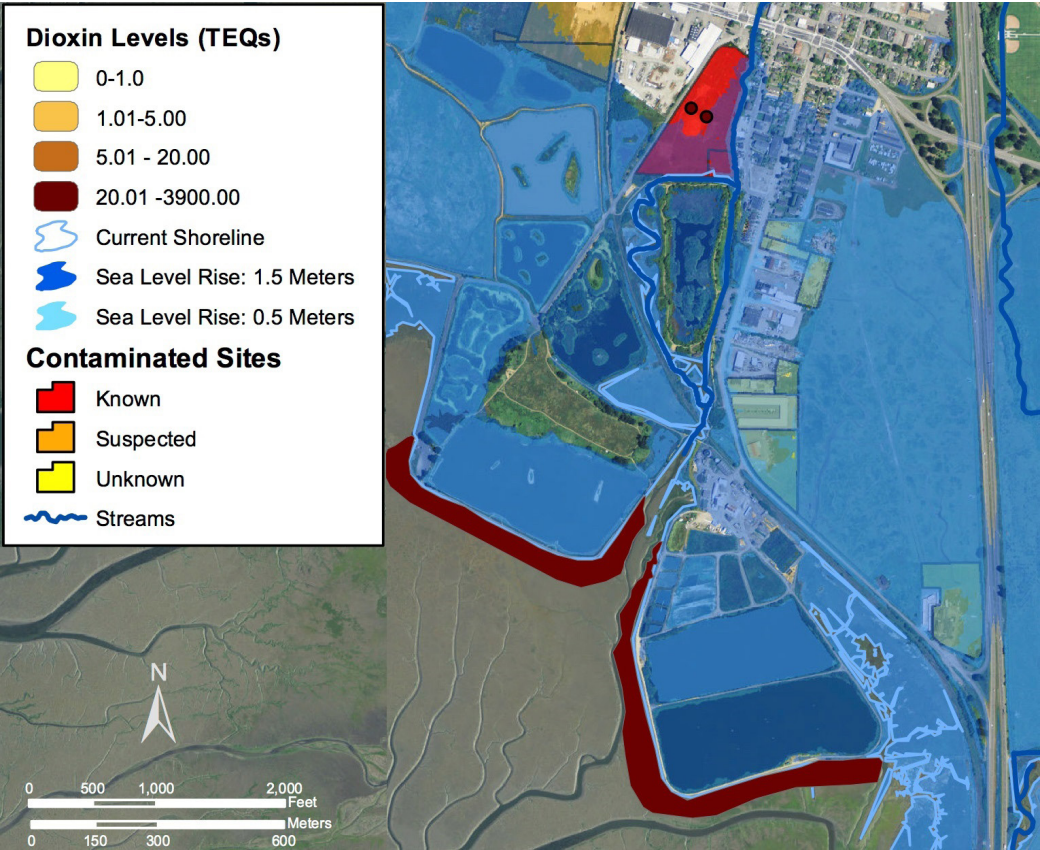 Dioxin Levels (TEQs)
0-1.0
1.01-5.00
5.01 - 20.00
20.01 -3900.00
Current Shoreline
Sea Level Rise: 1.5 Meters
Sea Level Rise: 0.5 Meters
Contaminated Sites
Known
Suspected
Unknown
Streams
N
0 500 1,000 2,000
Feet
Meters
0 150 300 600